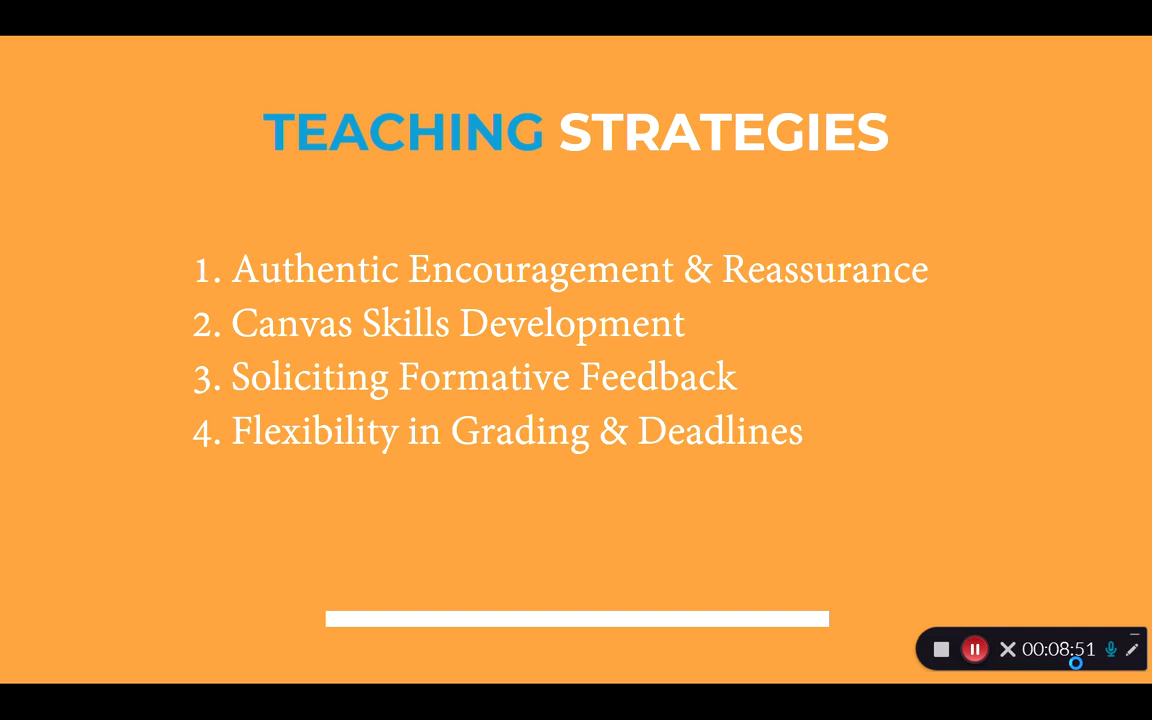 TEACHING STRATEGIES
1. Authentic Encouragement & Reassurance
2. Canvas Skills Development
3. Soliciting Formative Feedback
4. Flexibility in Grading & Deadlines
00:08:51